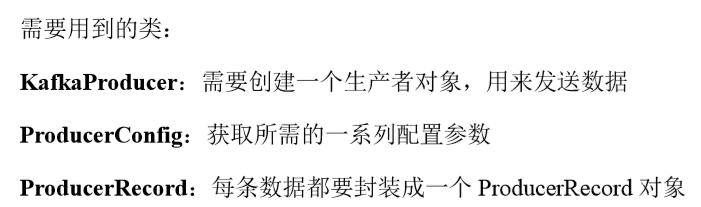 需要用到的类：
KafkaProducer：需要创建一个生产者对象，用来发送数据
ProducerConfig：获取所需的一系列配置参数
ProducerRecord：每条数据都要封装成一个 ProducerRecord 对象